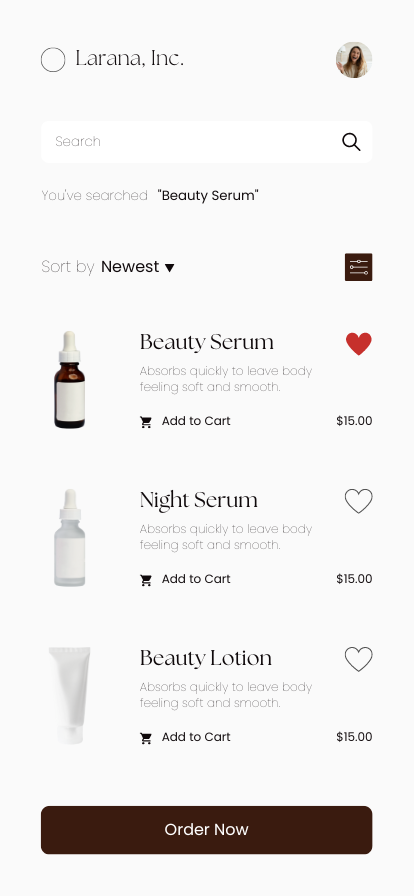 Larana, Inc.
Search
You've searched "Beauty Serum"
Sort by Newest
Beauty Serum
Absorbs quickly to leave body
feeling soft and smooth.
Add to Cart $15.00
Night Serum
Absorbs quickly to leave body
feeling soft and smooth.
Add to Cart $15.00
Beauty Lotion
Absorbs quickly to leave body
feeling soft and smooth.
Add to Cart $15.00
Order Now